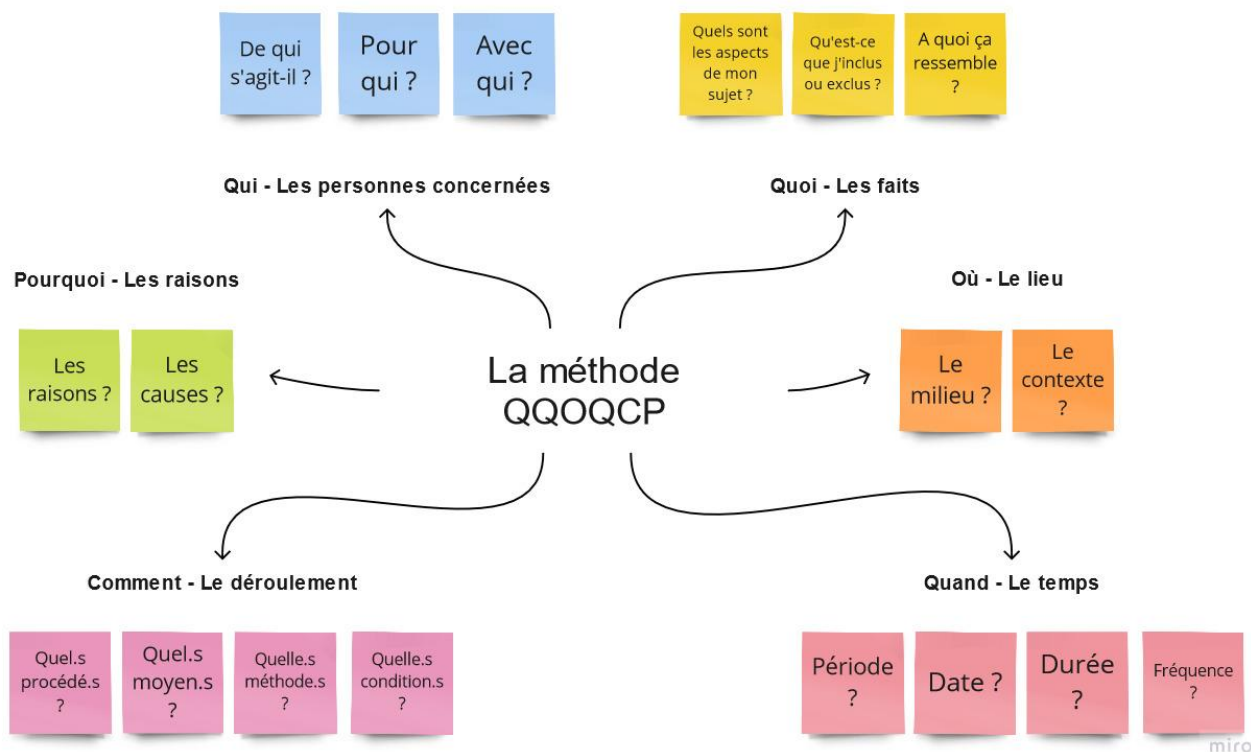 De qui
s'agit-il ?
Pour
qui ?
Avec
qui ?
Quels sont
les aspects
de mon
sujet ?
Qu'est-ce
que j'inclus
ou exclus ?
A quoi ça
ressemble
?
Qui - Les personnes concernées
Quoi - Les faits
Pourquoi - Les raisons
Où - Le lieu
Les
raisons ?
Les
causes ?
La méthode
QQOQCP
Le
milieu ?
Le
contexte
?
Comment - Le déroulement
Quand - Le temps
Quel.s
procédé.s
?
Quel.s
moyen.s
?
Quelle.s
méthode.s
?
Quelle.s
condition.s
?
Période
?
Date ?
Durée
?
Fréquence
?
miro